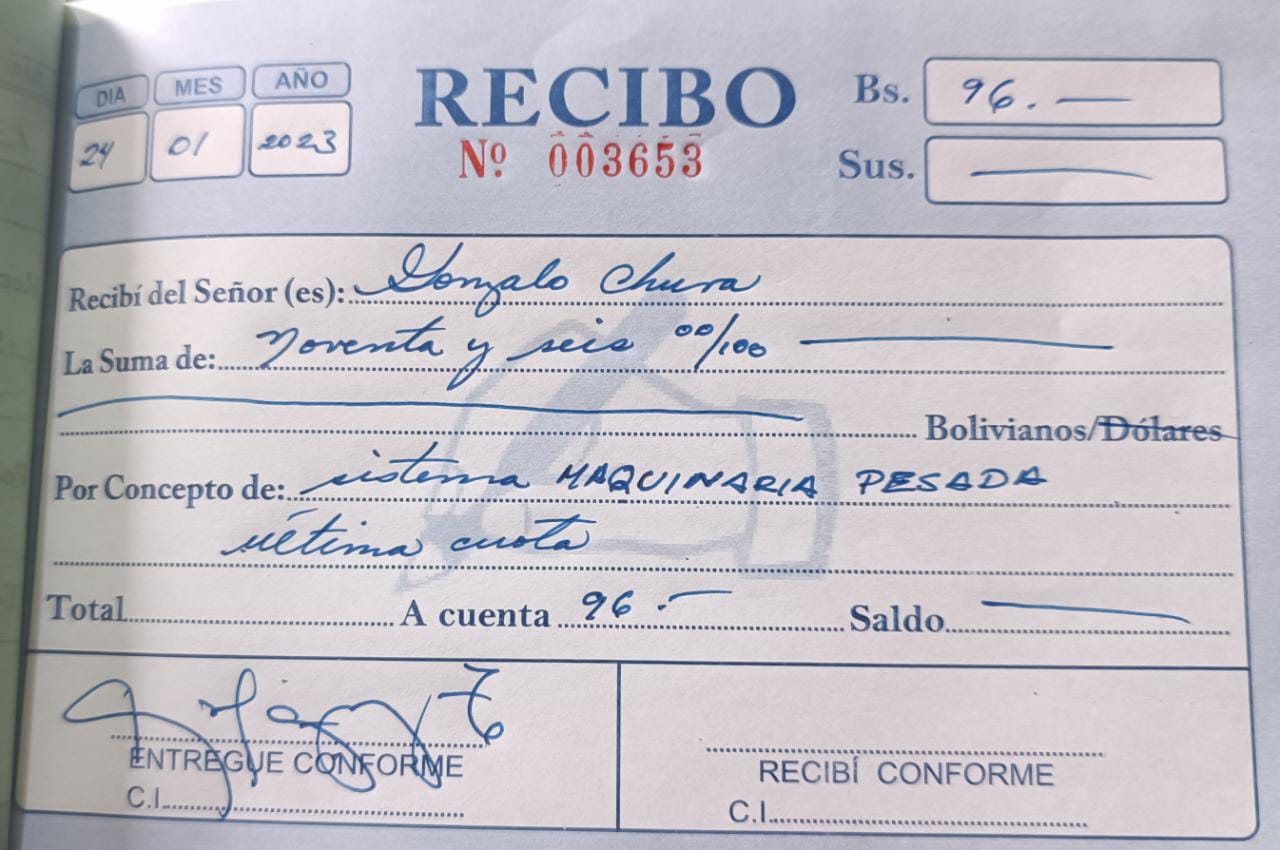 DIA MES AÑO
24 01 2023
RECIBO
Nº 003653
Bs. 96.—
Sus. —
Recibí del Señor (es): Gonzalo Chura
La Suma de: Noventa y seis 00/100 —
Bolivianos/Dólares
Por Concepto de: sistema MAQUINARIA PESADA
última cuota
Total A cuenta 96.— Saldo —
ENTREGUE CONFORME
C.I.
RECIBÍ CONFORME
C.I.